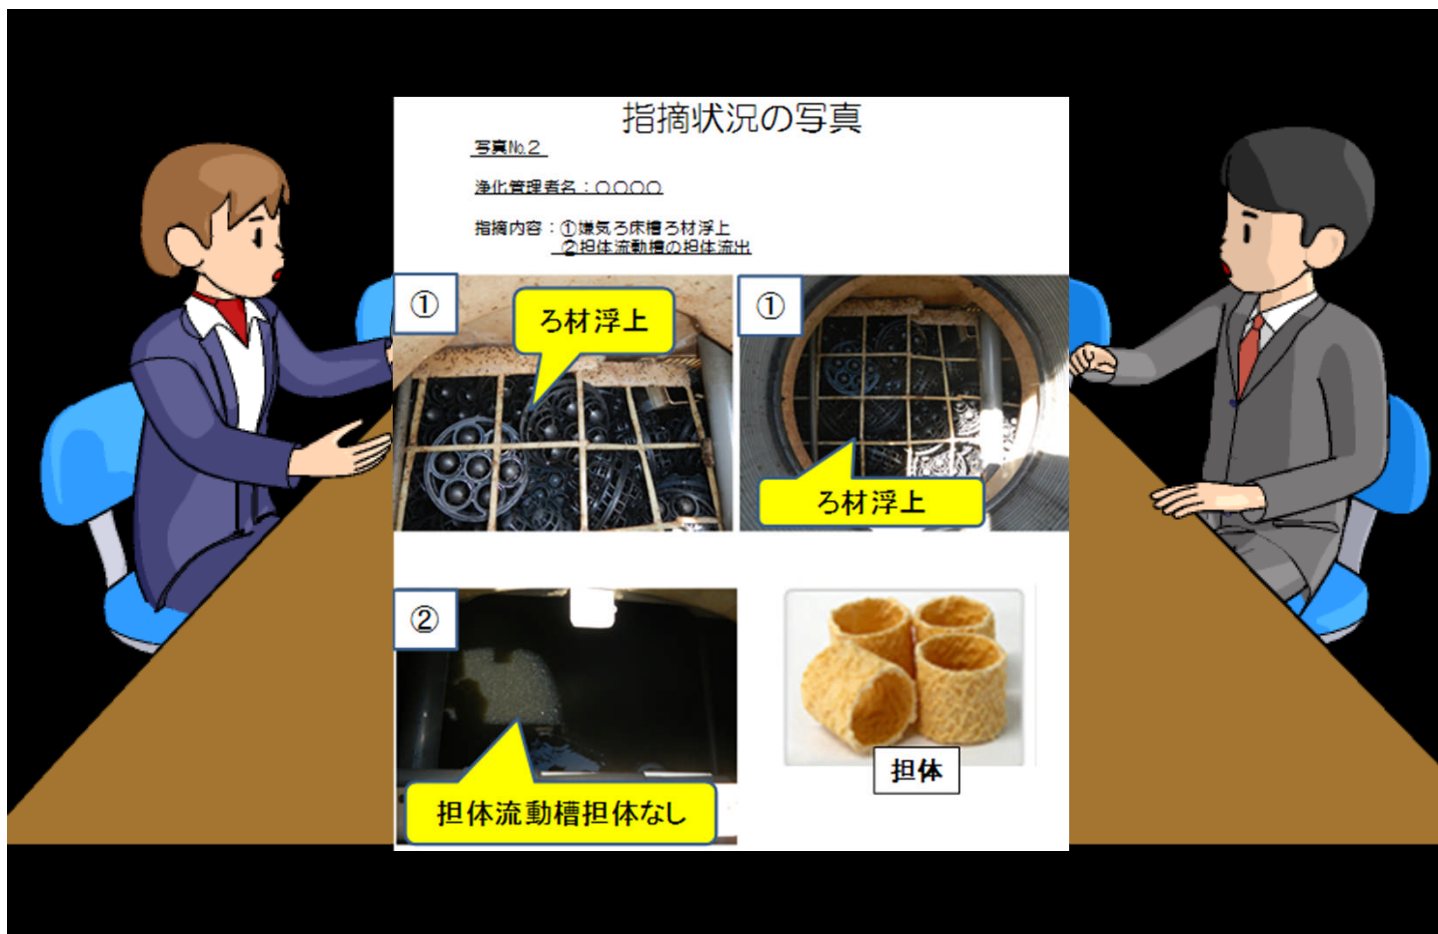 指摘状況の写真
写真No.2
浄化管理者名：〇〇〇〇
指摘内容：①嫌気ろ床槽ろ材浮上
②担体流動槽の担体流出
①
ろ材浮上
①
ろ材浮上
②
担体流動槽担体なし
担体